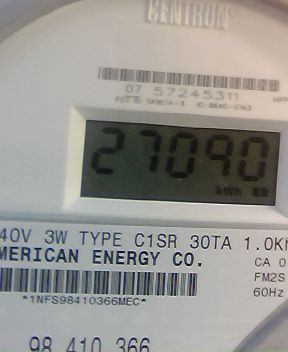 CENTRON®
07 57245311
27090
kWh
40V 3W TYPE C1SR 30TA 1.0K
MERICAN ENERGY CO.
CA 0
FM2S
60Hz
*1NFS98410366MEC*
98 410 366